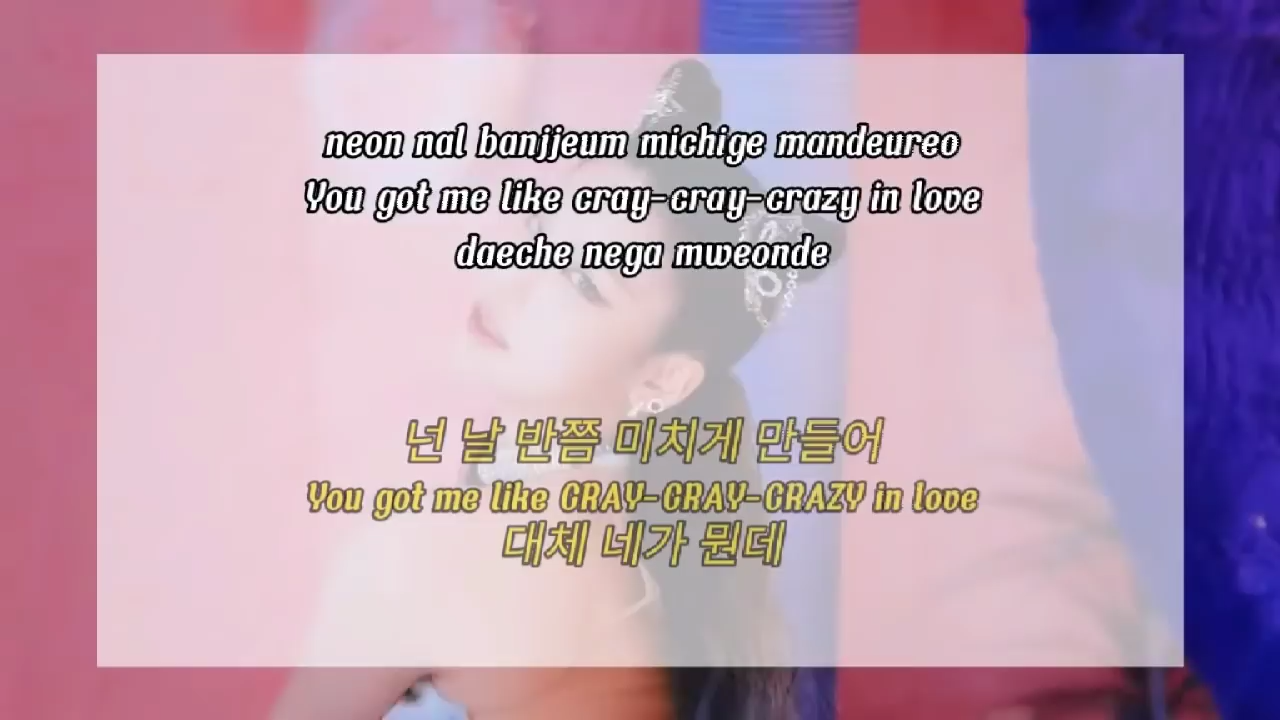 neon nal banjjeum michige mandeureo
You got me like cray-cray-crazy in love
daeche nega mweonde
넌 날 반쯤 미치게 만들어
You got me like CRAY-CRAY-CRAZY in love
대체 네가 뭔데